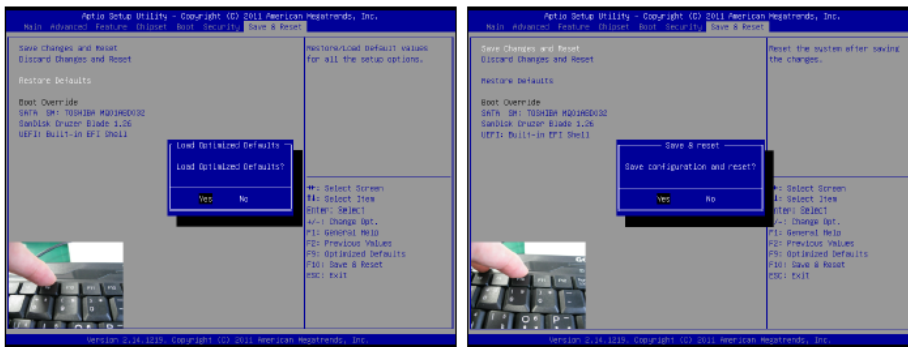 Aptio Setup Utility - Copyright (C) 2011 American Megatrends, Inc.
Main Advanced Feature Chipset Boot Security Save & Reset
Save Changes and Reset
Discard Changes and Reset
Restore Defaults
Boot Override
SATA SM: TOSHIBA
SanDisk Cruzer Blade 1.26
UEFI: Built-in EFI Shell
Restore/Load Default values
for all the setup options.
Load Optimized Defaults
Load Optimized Defaults?
Yes No
Select Screen
Select Item
Enter: Select
+/-: Change Opt.
F1: General Help
F2: Previous Values
F9: Optimized Defaults
F10: Save & Reset
ESC: Exit
Version 2.14.1219. Copyright (C) 2011 American Megatrends, Inc.
Aptio Setup Utility - Copyright (C) 2011 American Megatrends, Inc.
Main Advanced Feature Chipset Boot Security Save & Reset
Save Changes and Reset
Discard Changes and Reset
Restore Defaults
Boot Override
SATA SM: TOSHIBA
SanDisk Cruzer Blade 1.26
UEFI: Built-in EFI Shell
Reset the system after saving
the changes.
Save & reset
Save configuration and reset?
Yes No
Select Screen
Select Item
Enter: Select
+/-: Change Opt.
F1: General Help
F2: Previous Values
F9: Optimized Defaults
F10: Save & Reset
ESC: Exit
Version 2.14.1219. Copyright (C) 2011 American Megatrends, Inc.